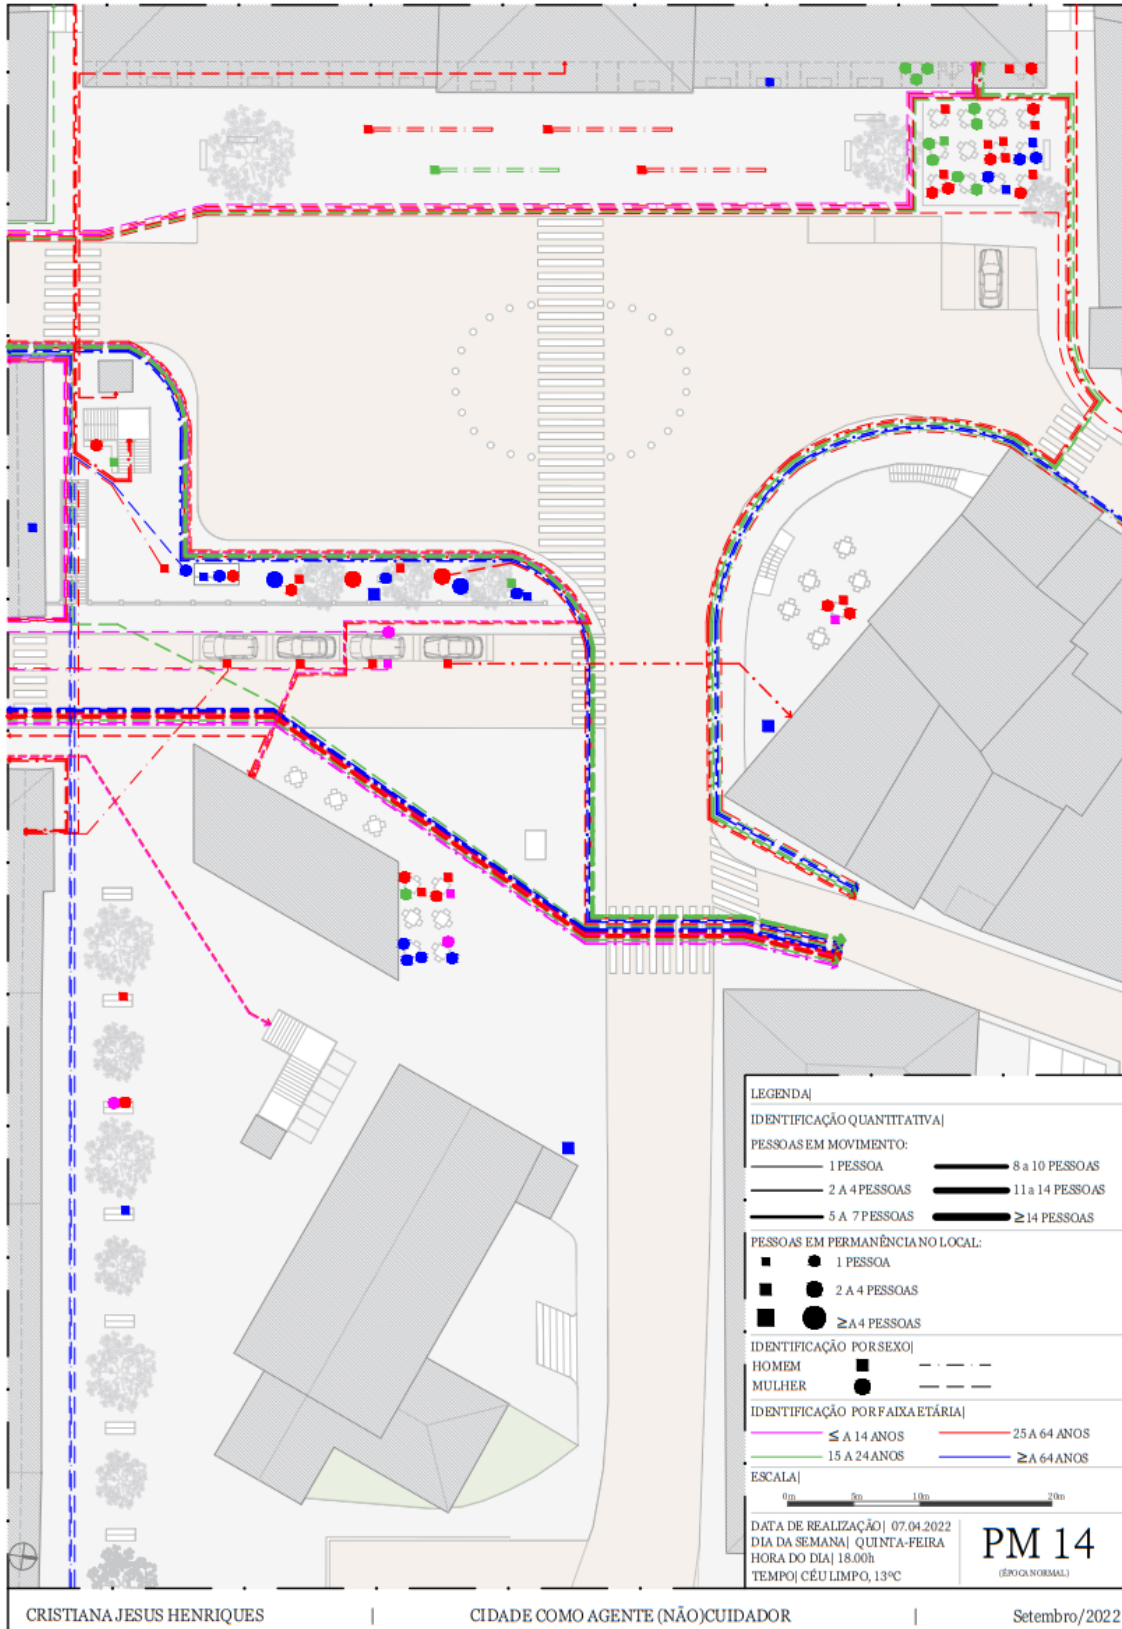 LEGENDA|
IDENTIFICAÇÃO QUANTITATIVA|
PESSOAS EM MOVIMENTO:
1 PESSOA 8 a 10 PESSOAS
2 A 4 PESSOAS 11 a 14 PESSOAS
5 A 7 PESSOAS ≥14 PESSOAS
PESSOAS EM PERMANÊNCIA NO LOCAL:
1 PESSOA
2 A 4 PESSOAS
≥A 4 PESSOAS
IDENTIFICAÇÃO POR SEXO|
HOMEM
MULHER
IDENTIFICAÇÃO POR FAIXA ETÁRIA|
≤ A 14 ANOS 25 A 64 ANOS
15 A 24 ANOS ≥A 64 ANOS
ESCALA|
0m 5m 10m 20m
DATA DE REALIZAÇÃO| 07.04.2022
DIA DA SEMANA| QUINTA-FEIRA
HORA DO DIA| 18.00h
TEMPO| CÉU LIMPO, 13ºC
PM 14
(ÉPOCA NORMAL)
CRISTIANA JESUS HENRIQUES | CIDADE COMO AGENTE (NÃO)CUIDADOR | Setembro/2022